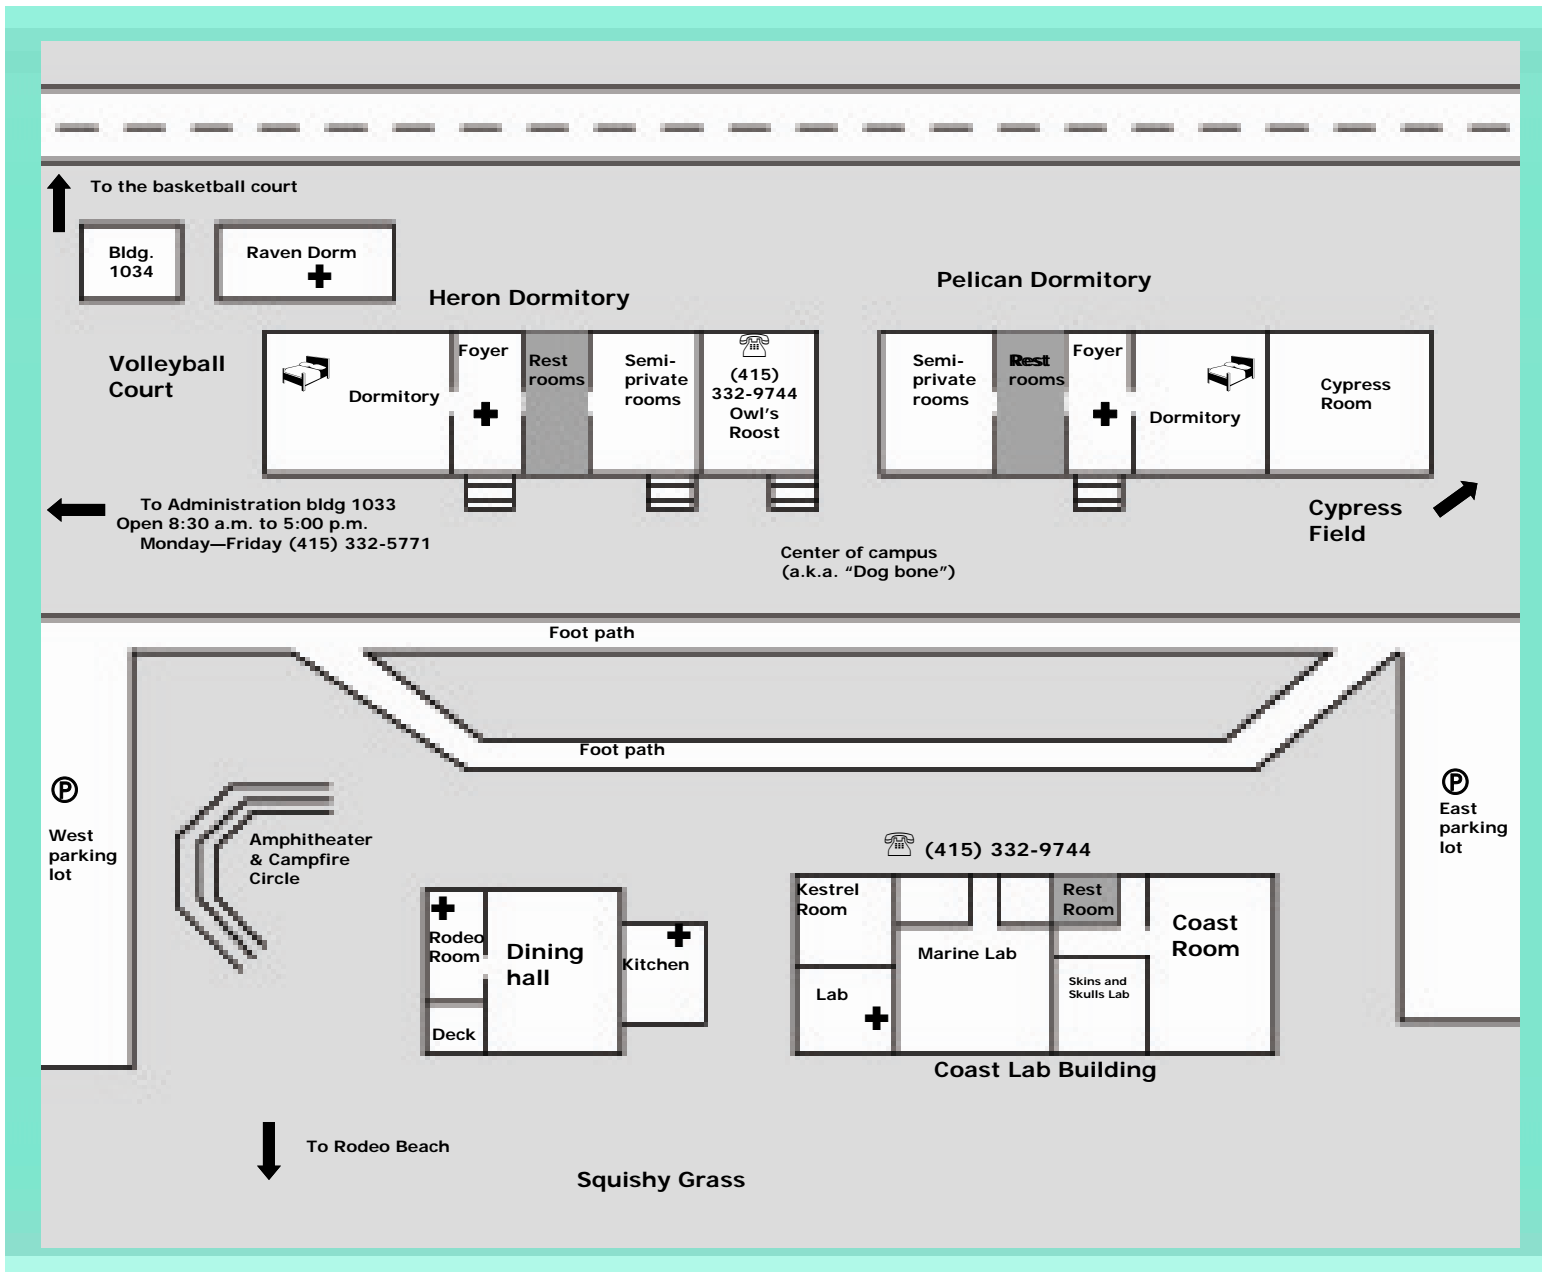 To the basketball court
Bldg.
1034
Raven Dorm
Heron Dormitory
Pelican Dormitory
Volleyball
Court
Dormitory
Foyer
Rest
rooms
Semi-
private
rooms
(415)
332-9744
Owl's
Roost
Semi-
private
rooms
Rest
rooms
Foyer
Dormitory
Cypress
Room
To Administration bldg 1033
Open 8:30 a.m. to 5:00 p.m.
Monday—Friday (415) 332-5771
Cypress
Field
Center of campus
(a.k.a. “Dog bone”)
Foot path
Foot path
P
West
parking
lot
Amphitheater
& Campfire
Circle
P
East
parking
lot
(415) 332-9744
Rodeo
Room
Deck
Dining
hall
Kitchen
Kestrel
Room
Lab
Marine Lab
Rest
Room
Skins and
Skulls Lab
Coast
Room
Coast Lab Building
To Rodeo Beach
Squishy Grass